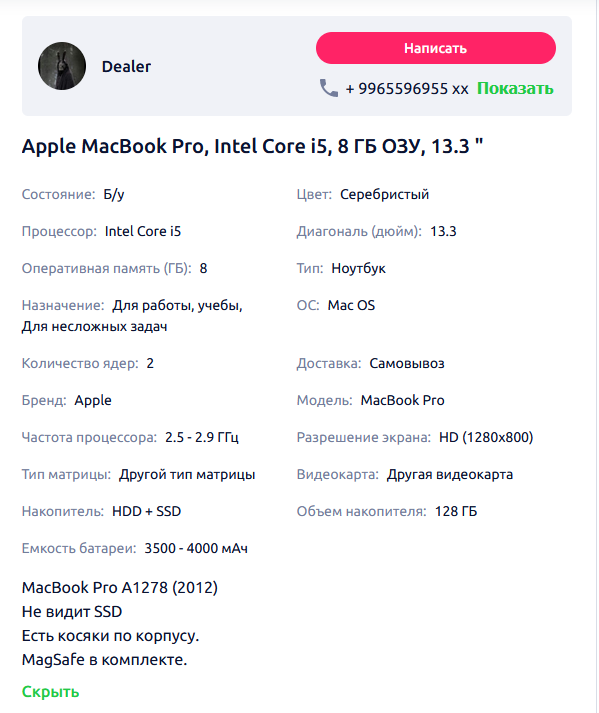 Dealer
Написать
+ 9965596955 xx Показать
Apple MacBook Pro, Intel Core i5, 8 ГБ ОЗУ, 13.3 "
Состояние: Б/у
Цвет: Серебристый
Процессор: Intel Core i5
Диагональ (дюйм): 13.3
Оперативная память (ГБ): 8
Тип: Ноутбук
Назначение: Для работы, учебы,
Для несложных задач
ОС: Mac OS
Количество ядер: 2
Доставка: Самовывоз
Бренд: Apple
Модель: MacBook Pro
Частота процессора: 2.5 - 2.9 ГГц
Разрешение экрана: HD (1280x800)
Тип матрицы: Другой тип матрицы
Видеокарта: Другая видеокарта
Накопитель: HDD + SSD
Объем накопителя: 128 ГБ
Емкость батареи: 3500 - 4000 мАч
MacBook Pro A1278 (2012)
Не видит SSD
Есть косяки по корпусу.
MagSafe в комплекте.
Скрыть